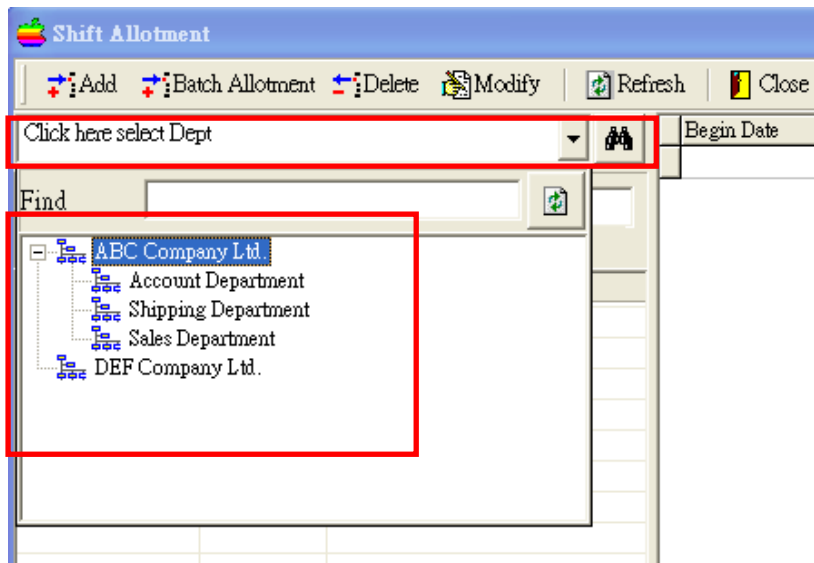 Shift Allotment
Add Batch Allotment Delete Modify Refresh Close
Click here select Dept
Begin Date
Find
ABC Company Ltd.
Account Department
Shipping Department
Sales Department
DEF Company Ltd.